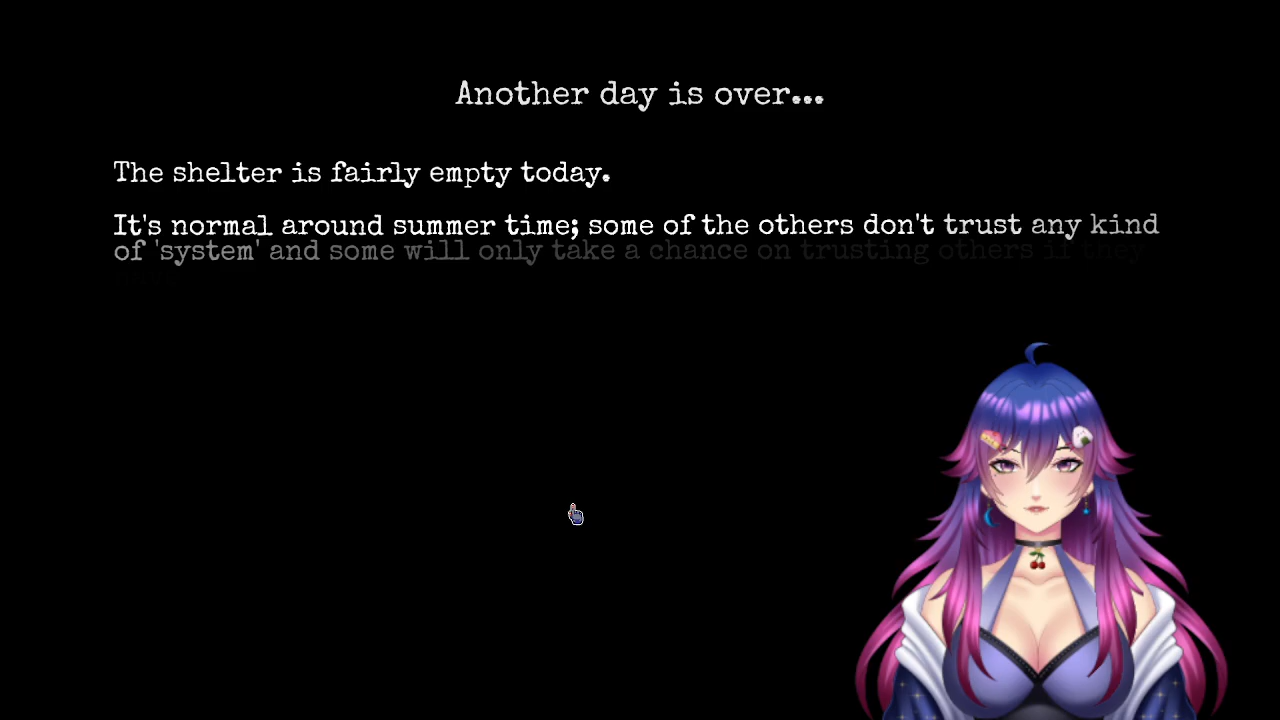 Another day is over...
The shelter is fairly empty today.
It's normal around summer time; some of the others don't trust any kind
of 'system' and some will only take a chance on trusting others if they